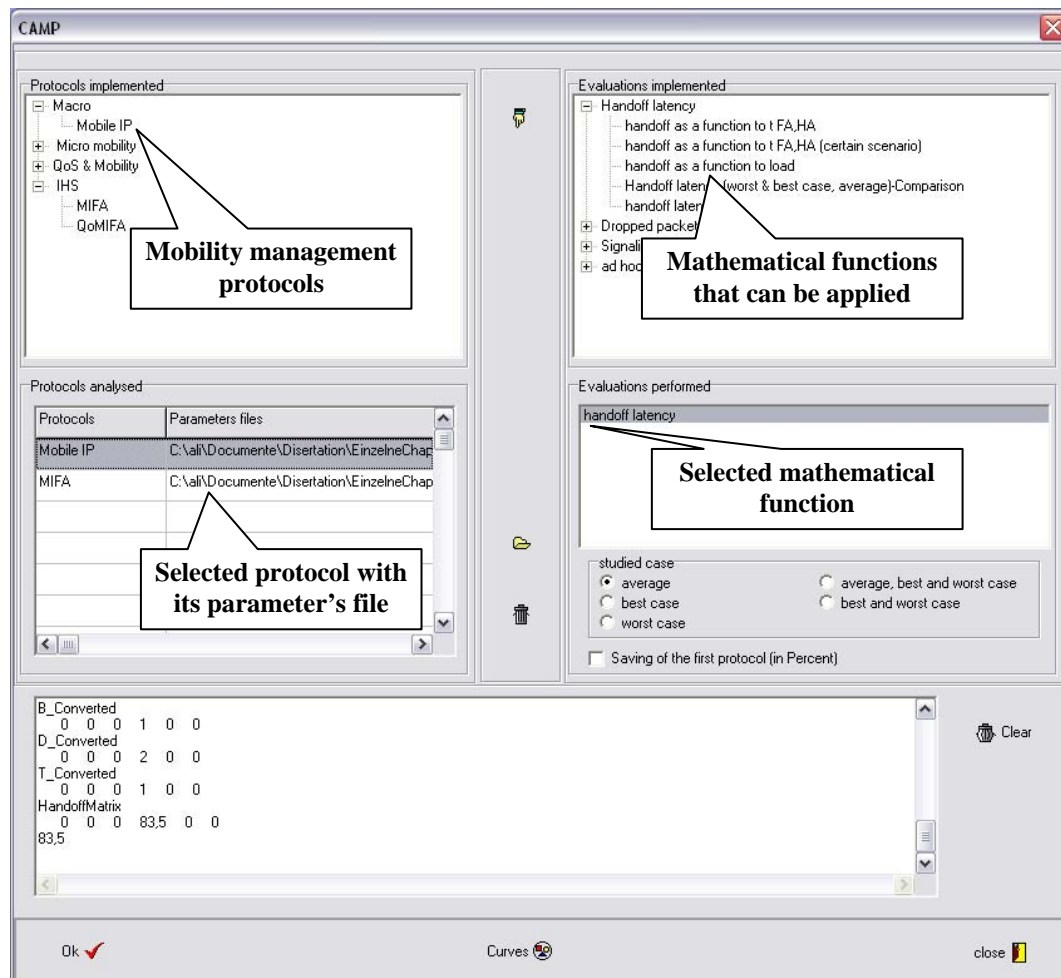 CAMP
Protocols implemented
Macro
Mobile IP
Micro mobility
QoS & Mobility
IHS
MIFA
QoMIFA
Mobility management
protocols
Evaluations implemented
Handoff latency
handoff as a function to t FA,HA
handoff as a function to t FA,HA (certain scenario)
handoff as a function to load
Handoff (worst & best case, average)-Comparison
handoff
Dropped packet
ad hoc
Mathematical functions
that can be applied
Protocols analysed
Protocols Parameters files
Mobile IP C:\ali\Documente\Disertation\EinzelneChap
MIFA C:\ali\Documente\Disertation\EinzelneChap
Selected protocol with
its parameter's file
Evaluations performed
handoff latency
Selected mathematical
function
studied case
average
best case
worst case
average, best and worst case
best and worst case
Saving of the first protocol (in Percent)
B_Converted
0 0 0 1 0 0
D_Converted
0 0 0 2 0 0
T_Converted
0 0 0 1 0 0
HandoffMatrix
0 0 0 83,5 0 0
83,5
Clear
Ok
Curves
close